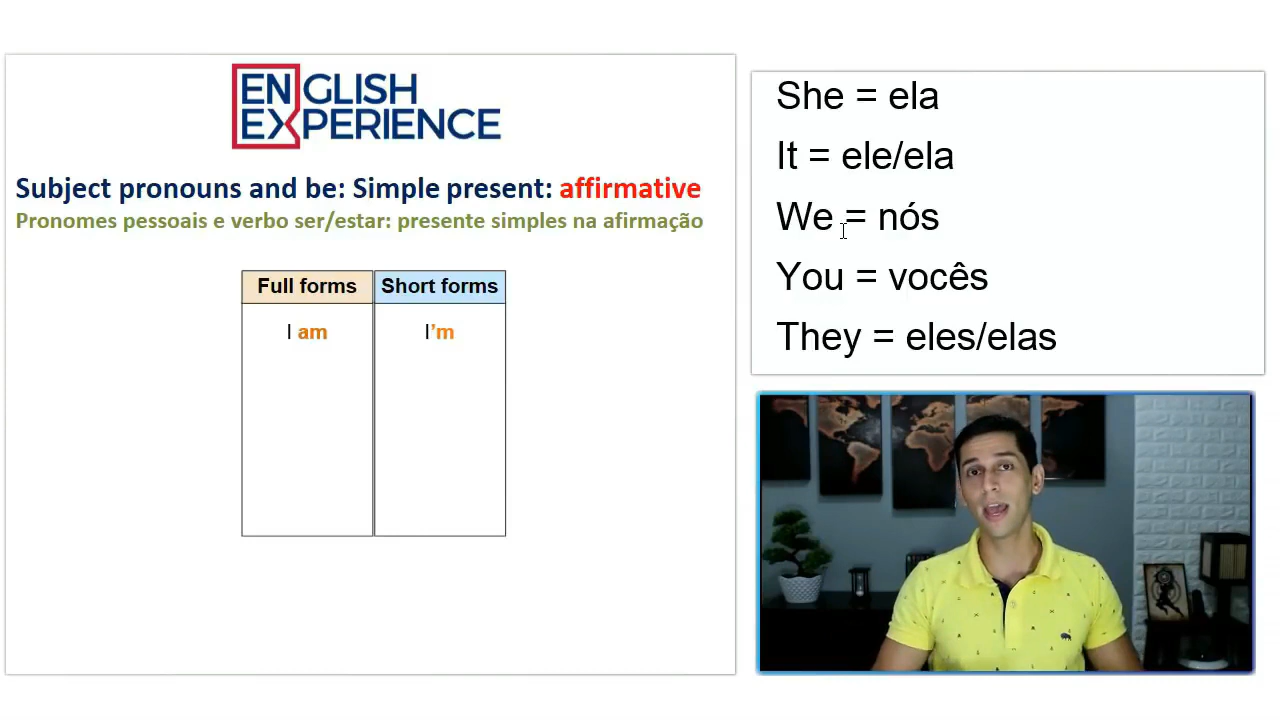 ENGLISH
EXPERIENCE
Subject pronouns and be: Simple present: affirmative
Pronomes pessoais e verbo ser/estar: presente simples na afirmação
Full forms Short forms
I am I'm
She = ela
It = ele/ela
We = nós
You = vocês
They = eles/elas